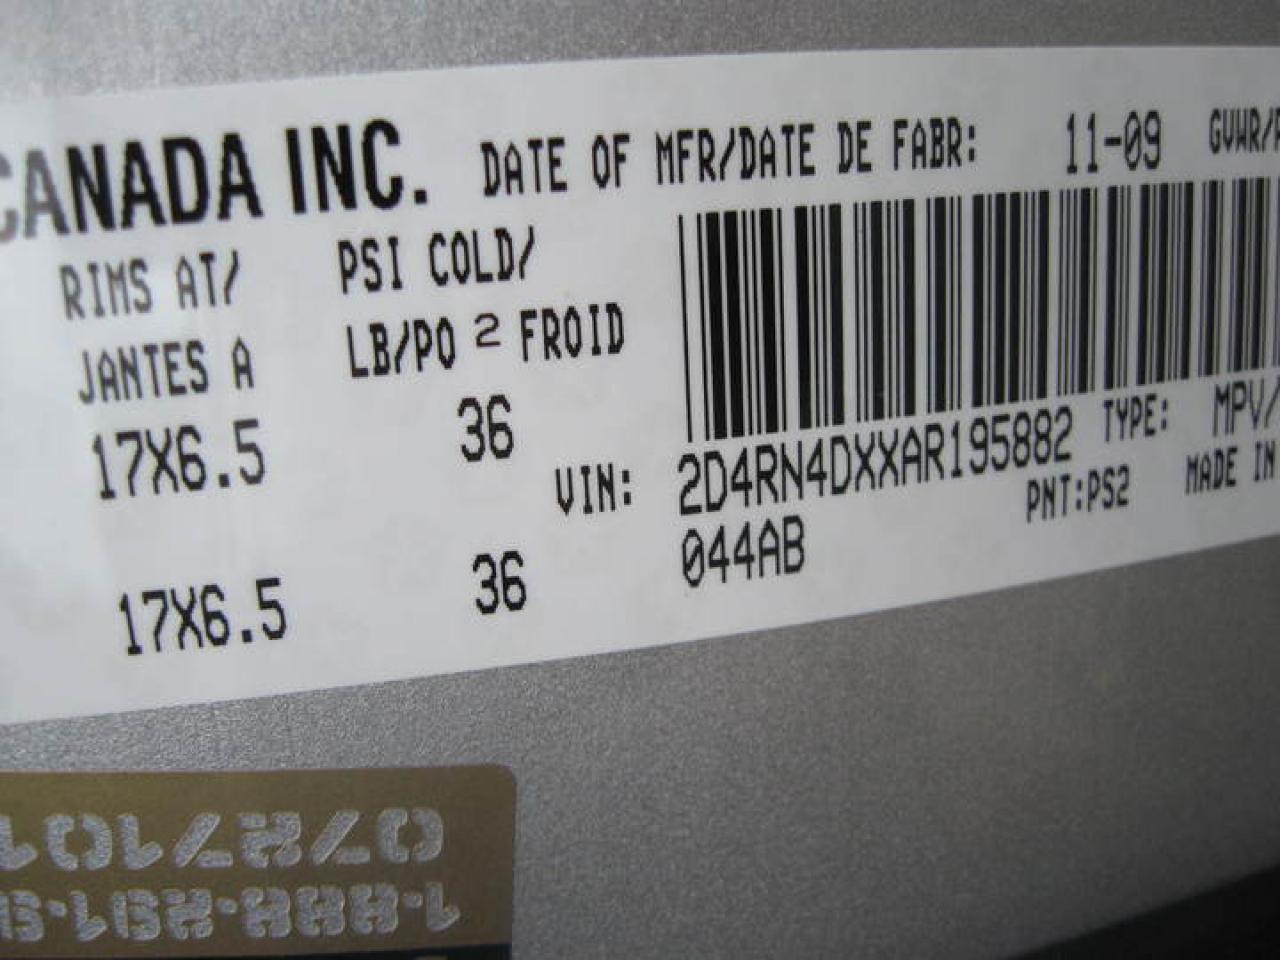 CANADA INC. DATE OF MFR/DATE DE FABR: 11-09 GVWR/
RIMS AT/ PSI COLD/
JANTES A LB/PO 2 FROID
17X6.5 36
VIN: 2D4RN4DXXAR195882 TYPE: MPV/
044AB PNT:PS2 MADE IN
17X6.5 36